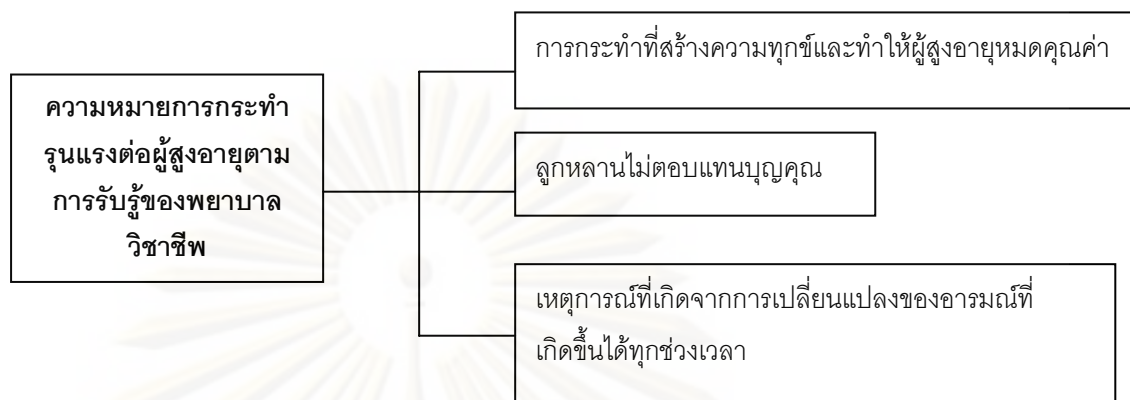 การกระทำที่สร้างความทุกข์และทำให้ผู้สูงอายุหมดคุณค่า
ความหมายการกระทำ
รุนแรงต่อผู้สูงอายุตาม
การรับรู้ของพยาบาล
วิชาชีพ
ลูกหลานไม่ตอบแทนบุญคุณ
เหตุการณ์ที่เกิดจากการเปลี่ยนแปลงของอารมณ์ที่
เกิดขึ้นได้ทุกช่วงเวลา